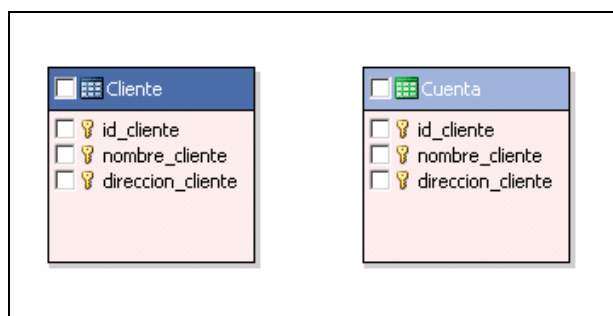 Cliente
id_cliente
nombre_cliente
direccion_cliente
Cuenta
id_cliente
nombre_cliente
direccion_cliente